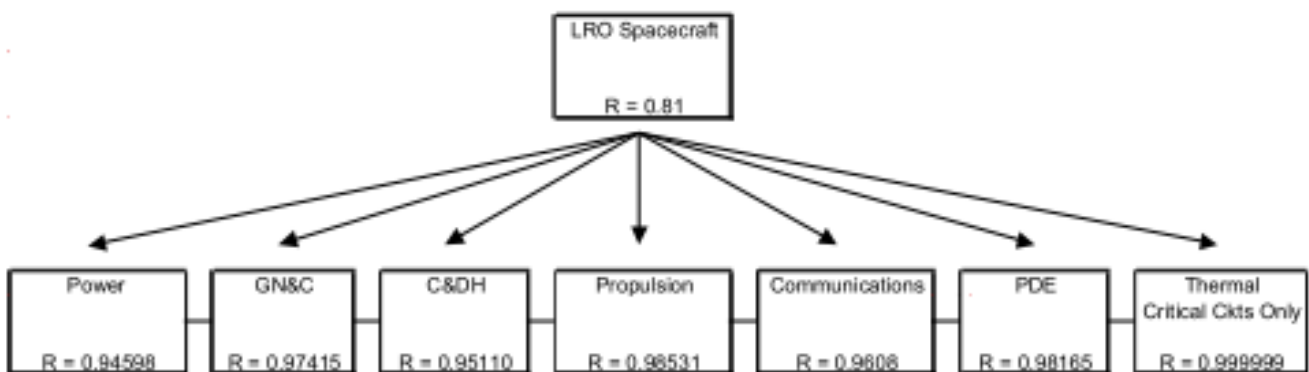 LRO Spacecraft
R = 0.81
Power
GN&C
C&DH
Propulsion
Communications
PDE
Thermal
Critical Ckts Only
R = 0.94598
R = 0.97415
R = 0.95110
R = 0.98531
R = 0.9608
R = 0.98165
R = 0.999999